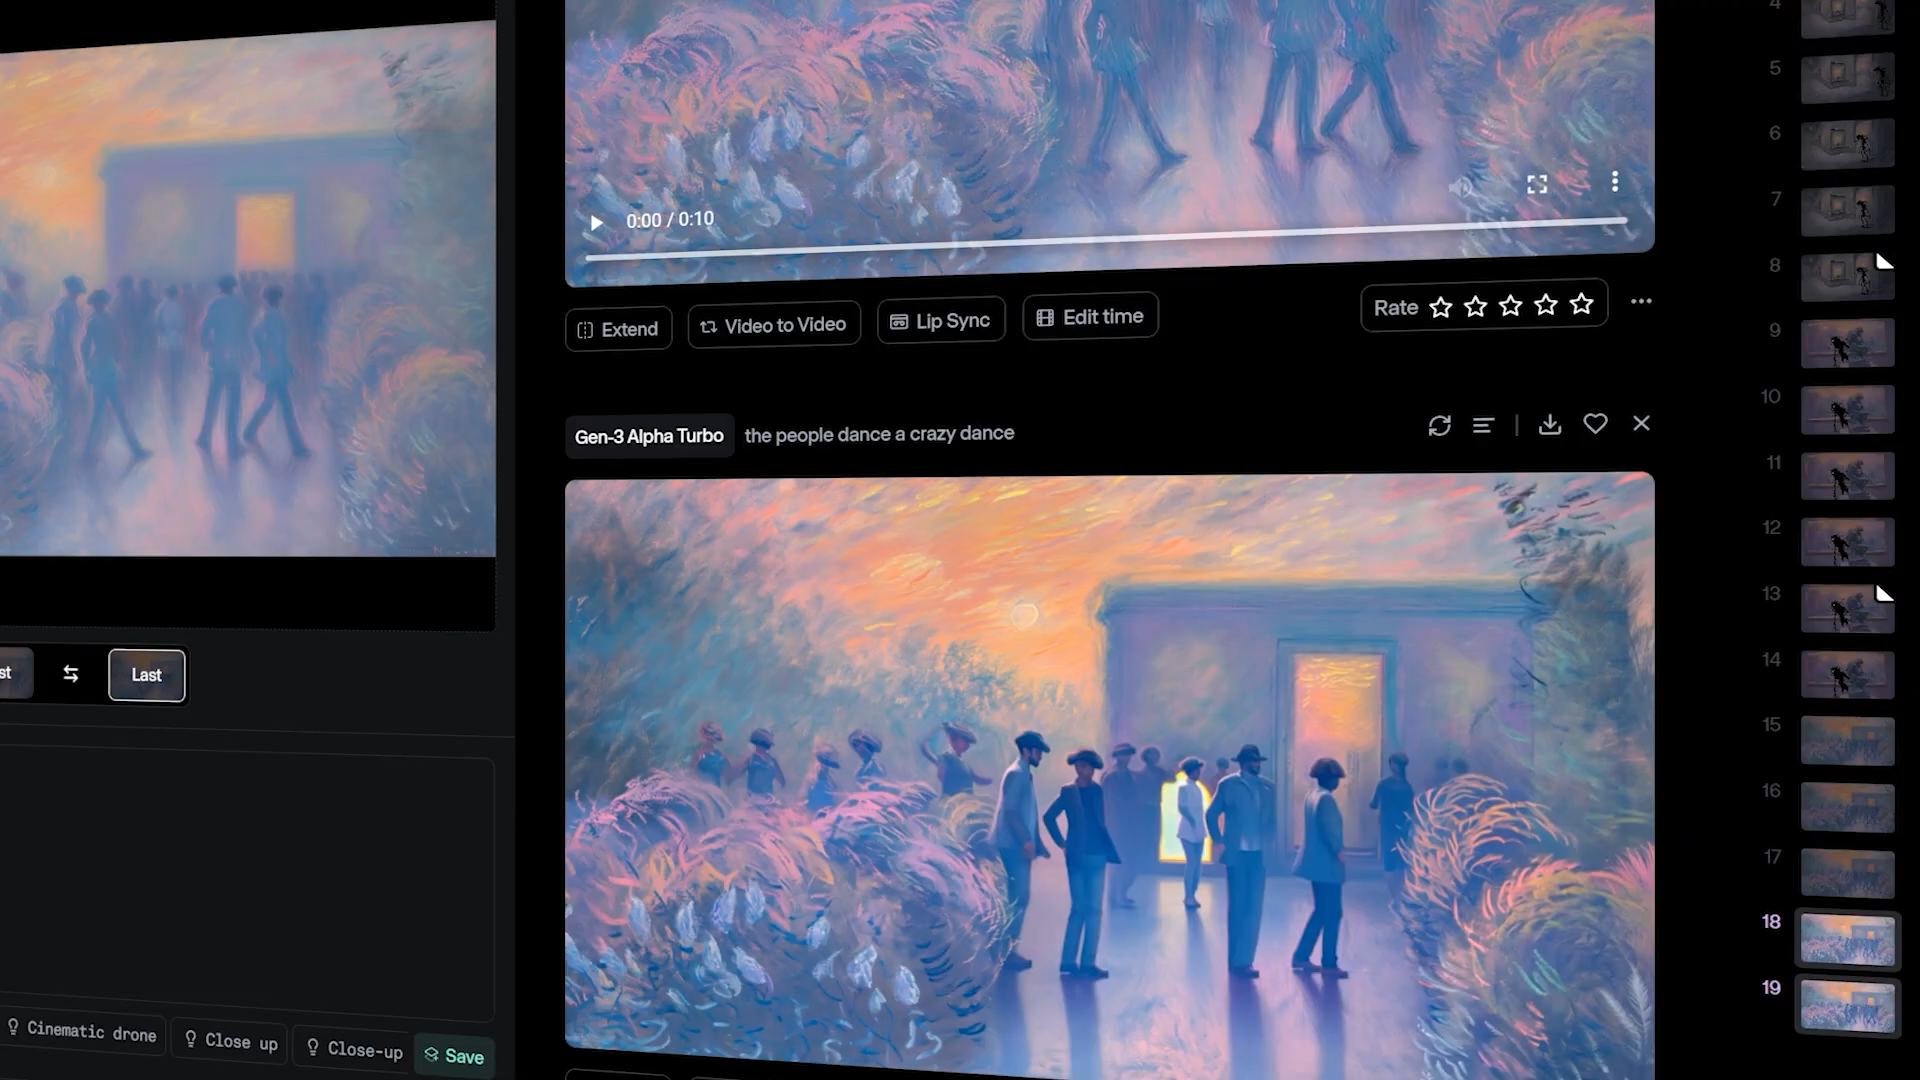 0:00 / 0:10
Extend
Video to Video
Lip Sync
Edit time
Rate
Gen-3 Alpha Turbo
the people dance a crazy dance
st
Last
Cinematic drone
Close up
Close-up
Save
4
5
6
7
8
9
10
11
12
13
14
15
16
17
18
19